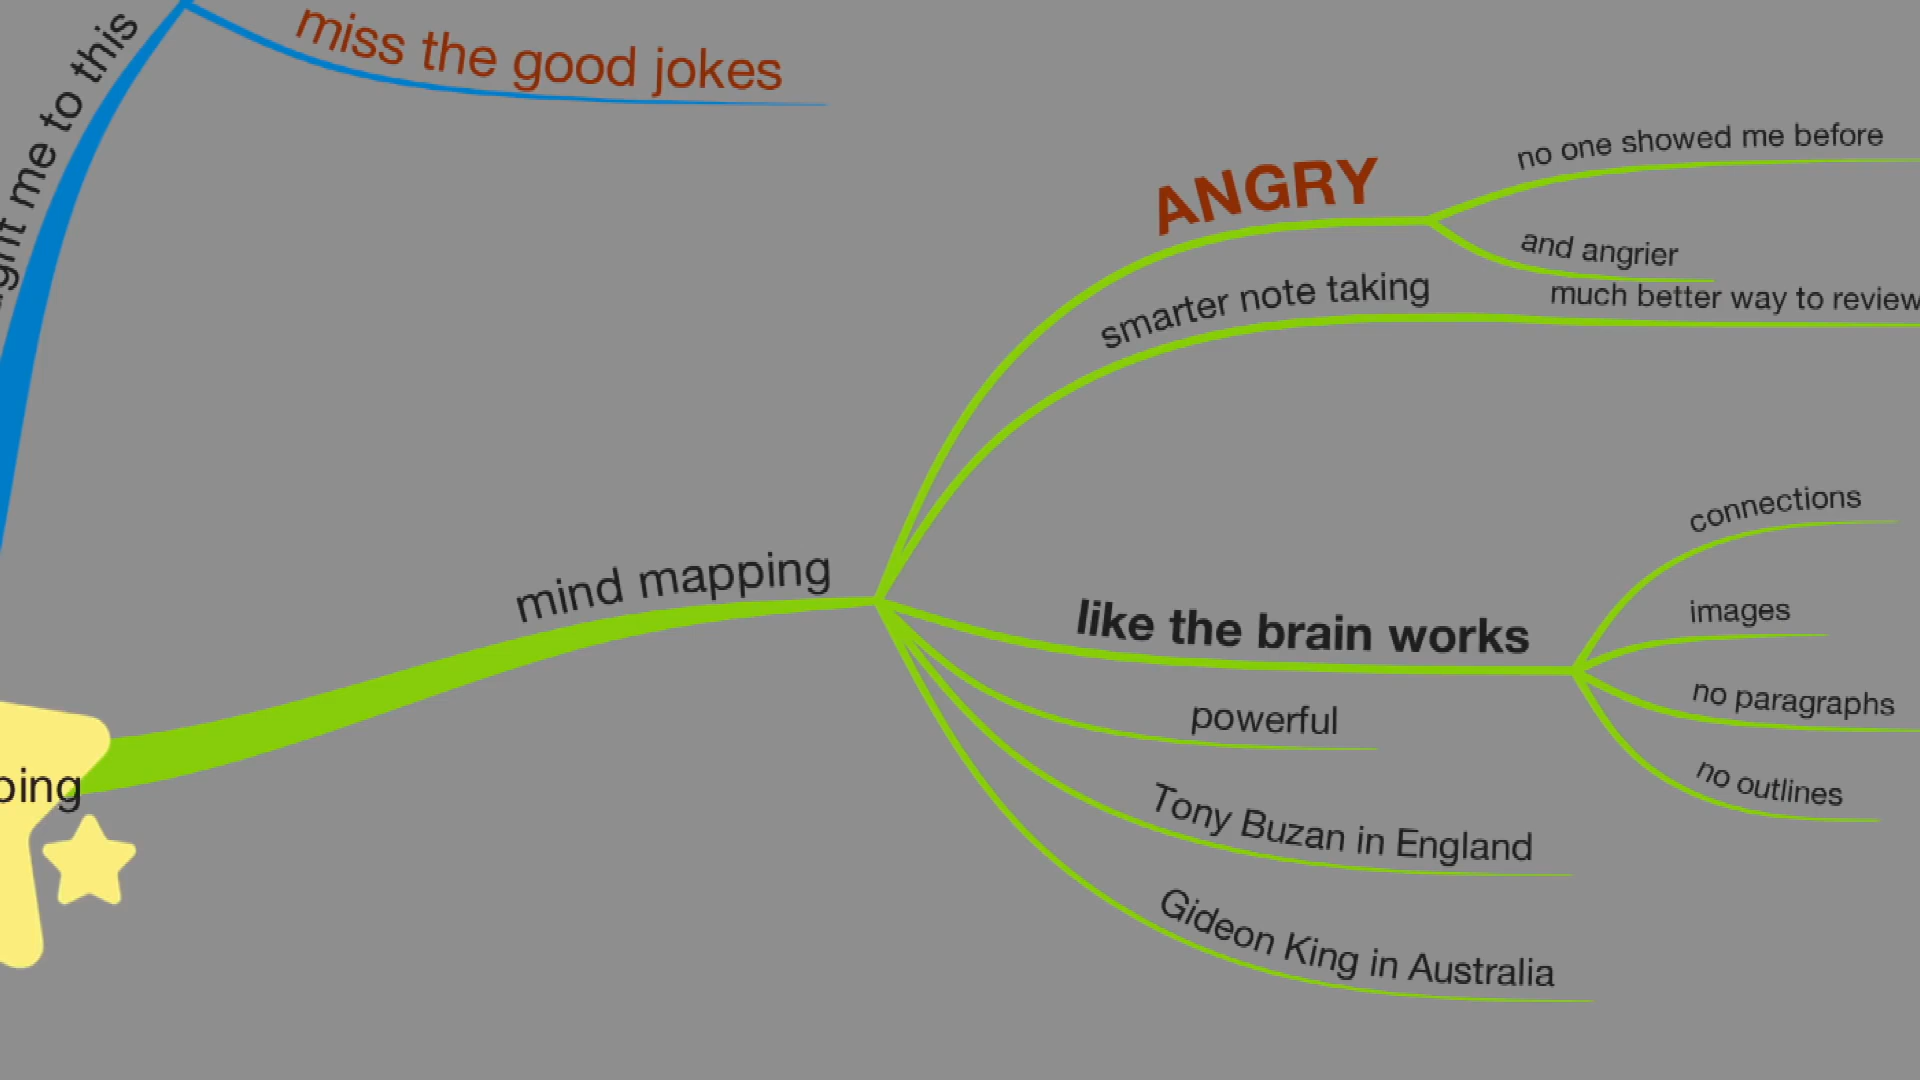 miss the good jokes
me to this
ANGRY
no one showed me before
and angrier
smarter note taking
much better way to review
mind mapping
like the brain works
connections
images
no paragraphs
no outlines
powerful
Tony Buzan in England
Gideon King in Australia